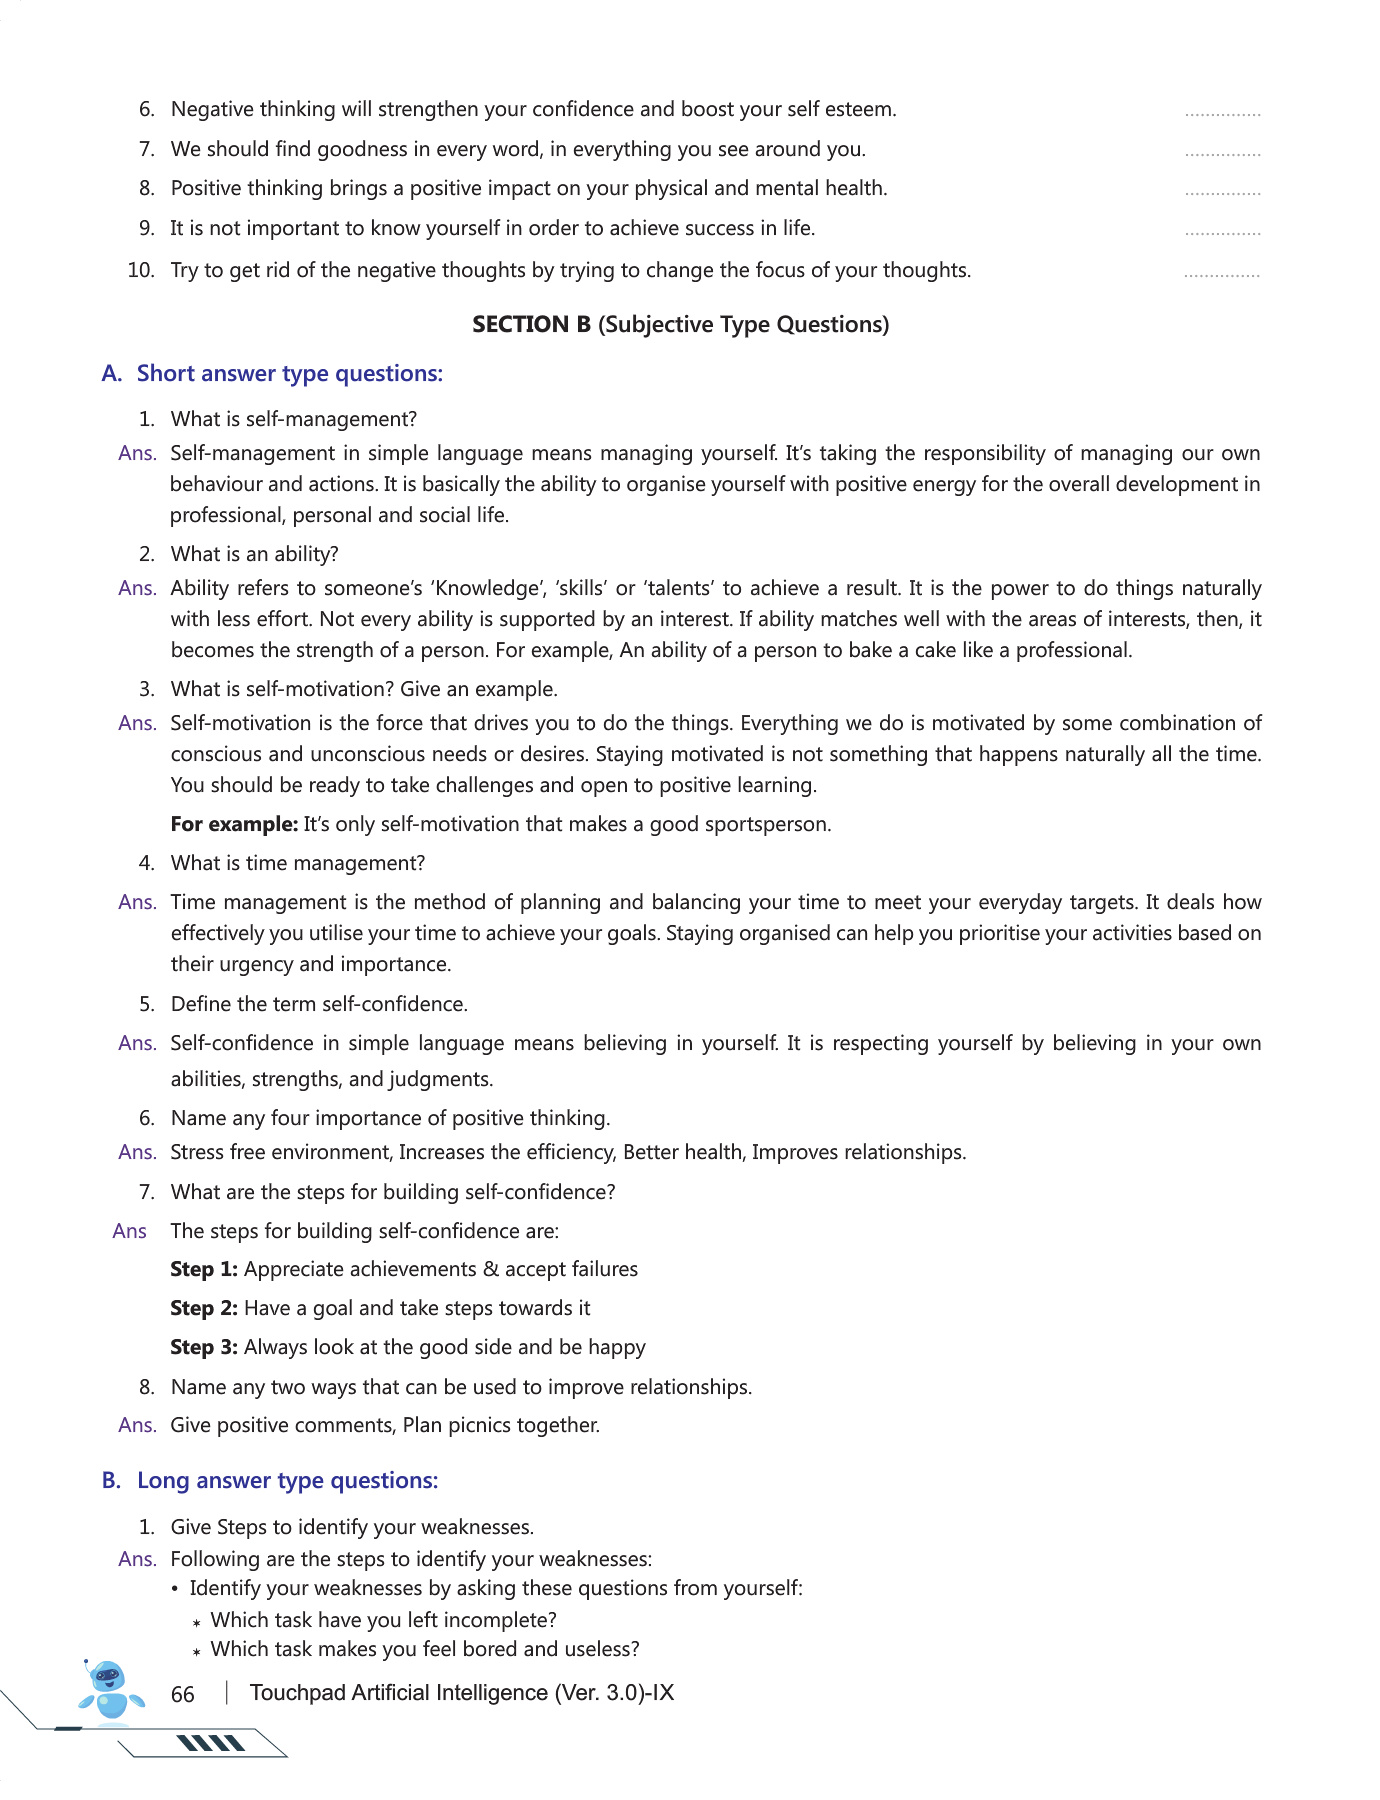 6. Negative thinking will strengthen your confidence and boost your self esteem. ...............
7. We should find goodness in every word, in everything you see around you. ...............
8. Positive thinking brings a positive impact on your physical and mental health. ...............
9. It is not important to know yourself in order to achieve success in life. ...............
10. Try to get rid of the negative thoughts by trying to change the focus of your thoughts. ...............
SECTION B (Subjective Type Questions)
A. Short answer type questions:
1. What is self-management?
Ans. Self-management in simple language means managing yourself. It’s taking the responsibility of managing our own
behaviour and actions. It is basically the ability to organise yourself with positive energy for the overall development in
professional, personal and social life.
2. What is an ability?
Ans. Ability refers to someone’s ‘Knowledge’, ‘skills’ or ‘talents’ to achieve a result. It is the power to do things naturally
with less effort. Not every ability is supported by an interest. If ability matches well with the areas of interests, then, it
becomes the strength of a person. For example, An ability of a person to bake a cake like a professional.
3. What is self-motivation? Give an example.
Ans. Self-motivation is the force that drives you to do the things. Everything we do is motivated by some combination of
conscious and unconscious needs or desires. Staying motivated is not something that happens naturally all the time.
You should be ready to take challenges and open to positive learning.
For example: It’s only self-motivation that makes a good sportsperson.
4. What is time management?
Ans. Time management is the method of planning and balancing your time to meet your everyday targets. It deals how
effectively you utilise your time to achieve your goals. Staying organised can help you prioritise your activities based on
their urgency and importance.
5. Define the term self-confidence.
Ans. Self-confidence in simple language means believing in yourself. It is respecting yourself by believing in your own
abilities, strengths, and judgments.
6. Name any four importance of positive thinking.
Ans. Stress free environment, Increases the efficiency, Better health, Improves relationships.
7. What are the steps for building self-confidence?
Ans The steps for building self-confidence are:
Step 1: Appreciate achievements & accept failures
Step 2: Have a goal and take steps towards it
Step 3: Always look at the good side and be happy
8. Name any two ways that can be used to improve relationships.
Ans. Give positive comments, Plan picnics together.
B. Long answer type questions:
1. Give Steps to identify your weaknesses.
Ans. Following are the steps to identify your weaknesses:
• Identify your weaknesses by asking these questions from yourself:
* Which task have you left incomplete?
* Which task makes you feel bored and useless?
66 | Touchpad Artificial Intelligence (Ver. 3.0)-IX